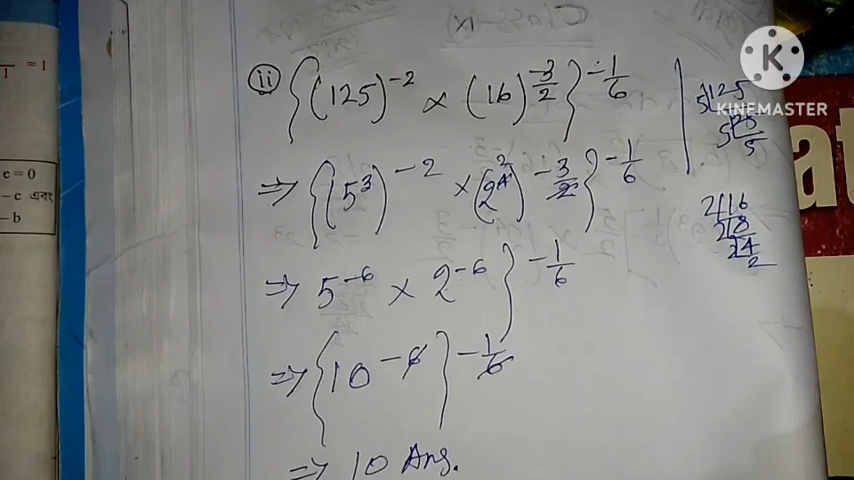 1 = 1
c = 0
– c এবং
– b
(ii) {(125)^-2 × (16)^-3/2}^-1/6
⇒ {(5^3)^-2 × (2^4)^-3/2}^-1/6
2
⇒ 5^-6 × 2^-6}^-1/6
⇒ {10^-6}^-1/6
⇒ 10 Ans.
K
KINEMASTER
5 125
5 25
5
2 16
2 8
2 4
2